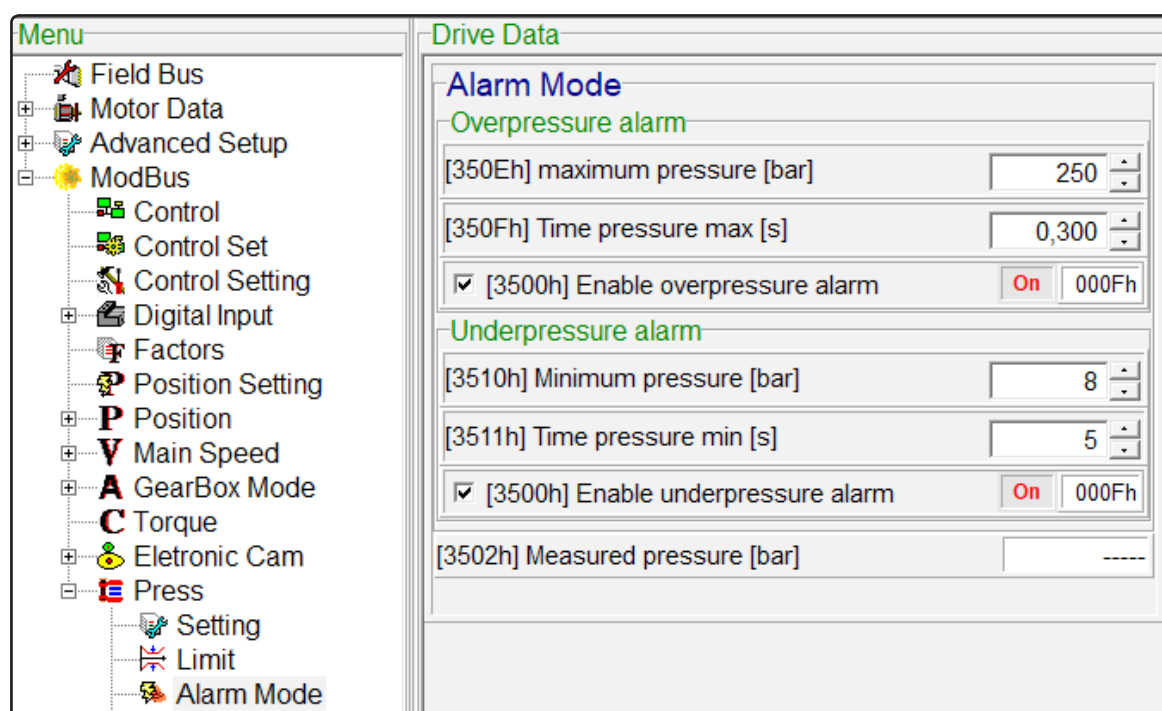 Menu
Field Bus
Motor Data
Advanced Setup
ModBus
Control
Control Set
Control Setting
Digital Input
Factors
Position Setting
P Position
V Main Speed
A GearBox Mode
C Torque
Eletronic Cam
Press
Setting
Limit
Alarm Mode
Drive Data
Alarm Mode
Overpressure alarm
[350Eh] maximum pressure [bar] 250
[350Fh] Time pressure max [s] 0,300
[3500h] Enable overpressure alarm On 000Fh
Underpressure alarm
[3510h] Minimum pressure [bar] 8
[3511h] Time pressure min [s] 5
[3500h] Enable underpressure alarm On 000Fh
[3502h] Measured pressure [bar] -----